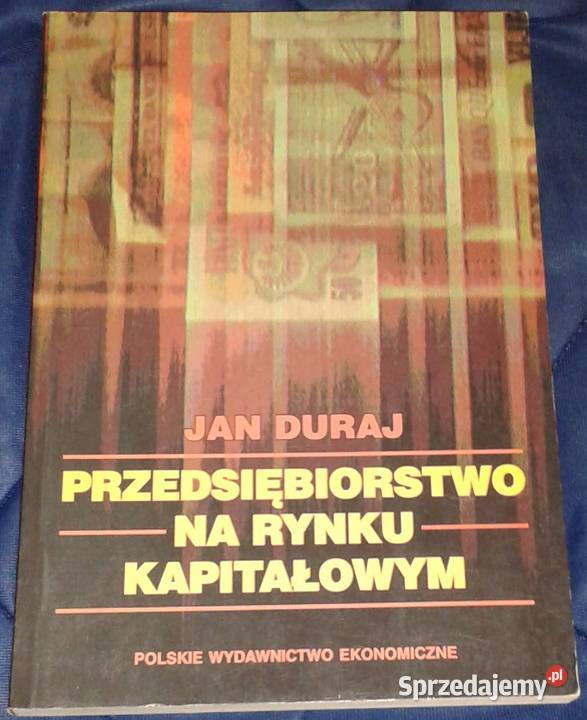 JAN DURAJ
PRZEDSIĘBIORSTWO
NA RYNKU
KAPITAŁOWYM
POLSKIE WYDAWNICTWO EKONOMICZNE
Sprzedajemy.pl